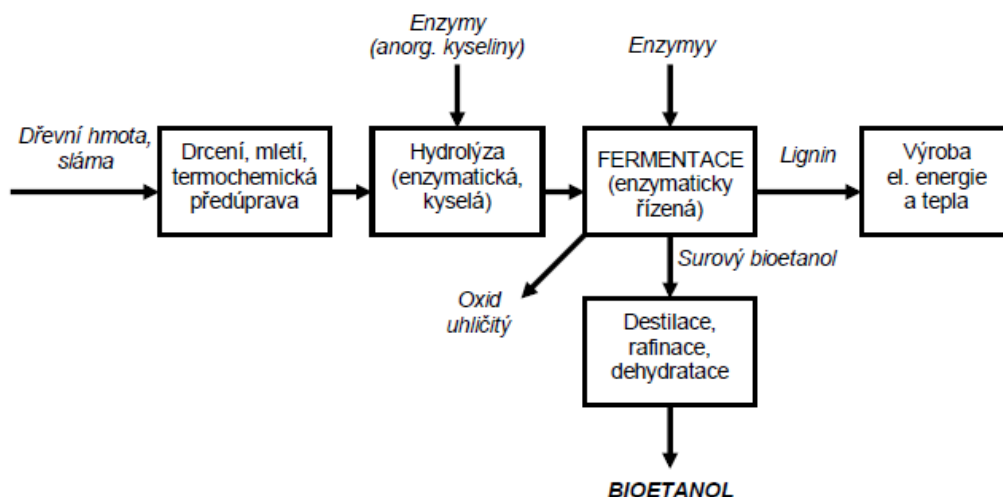 Enzymy
(anorg. kyseliny)
Enzymyy
Dřevní hmota,
sláma
Drcení, mletí,
termochemická
předúprava
Hydrolýza
(enzymatická,
kyselá)
FERMENTACE
(enzymaticky
řízená)
Lignin
Výroba
el. energie
a tepla
Oxid
uhličitý
Surový bioetanol
Destilace,
rafinace,
dehydratace
BIOETANOL